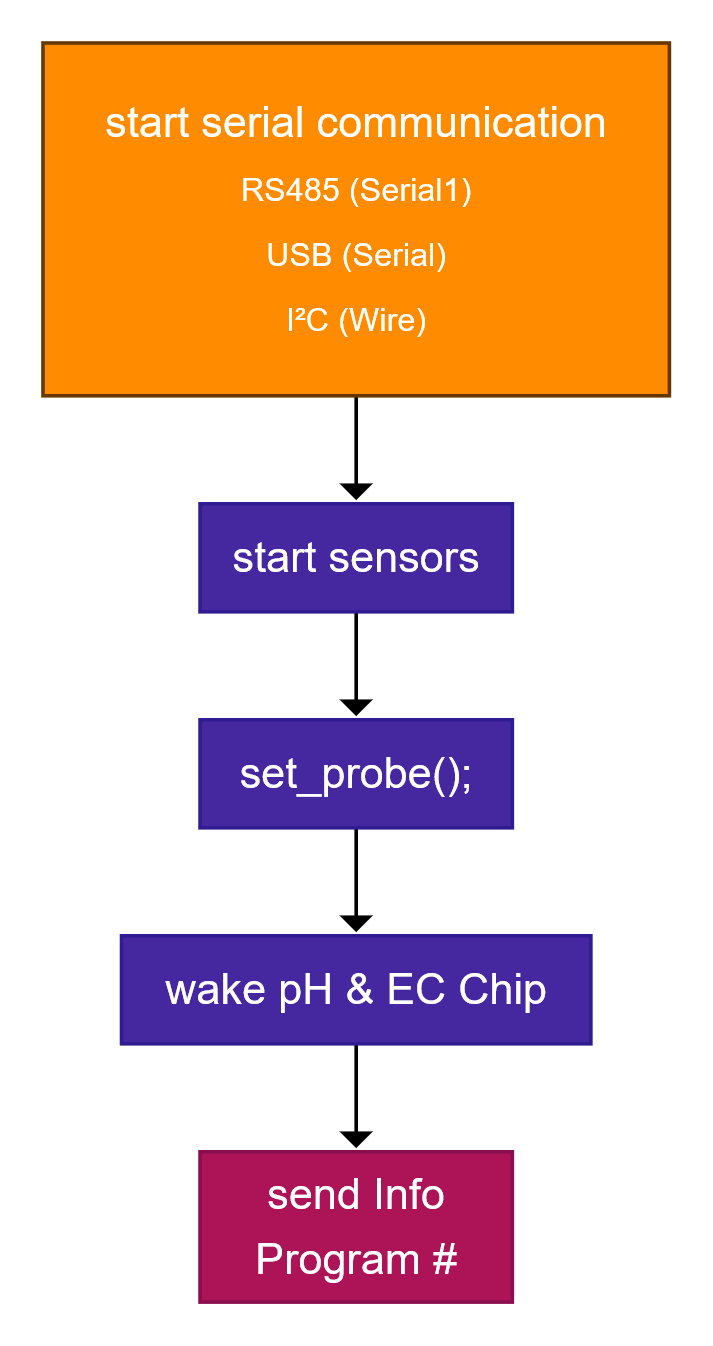 start serial communication
RS485 (Serial1)
USB (Serial)
I²C (Wire)
start sensors
set_probe();
wake pH & EC Chip
send Info
Program #